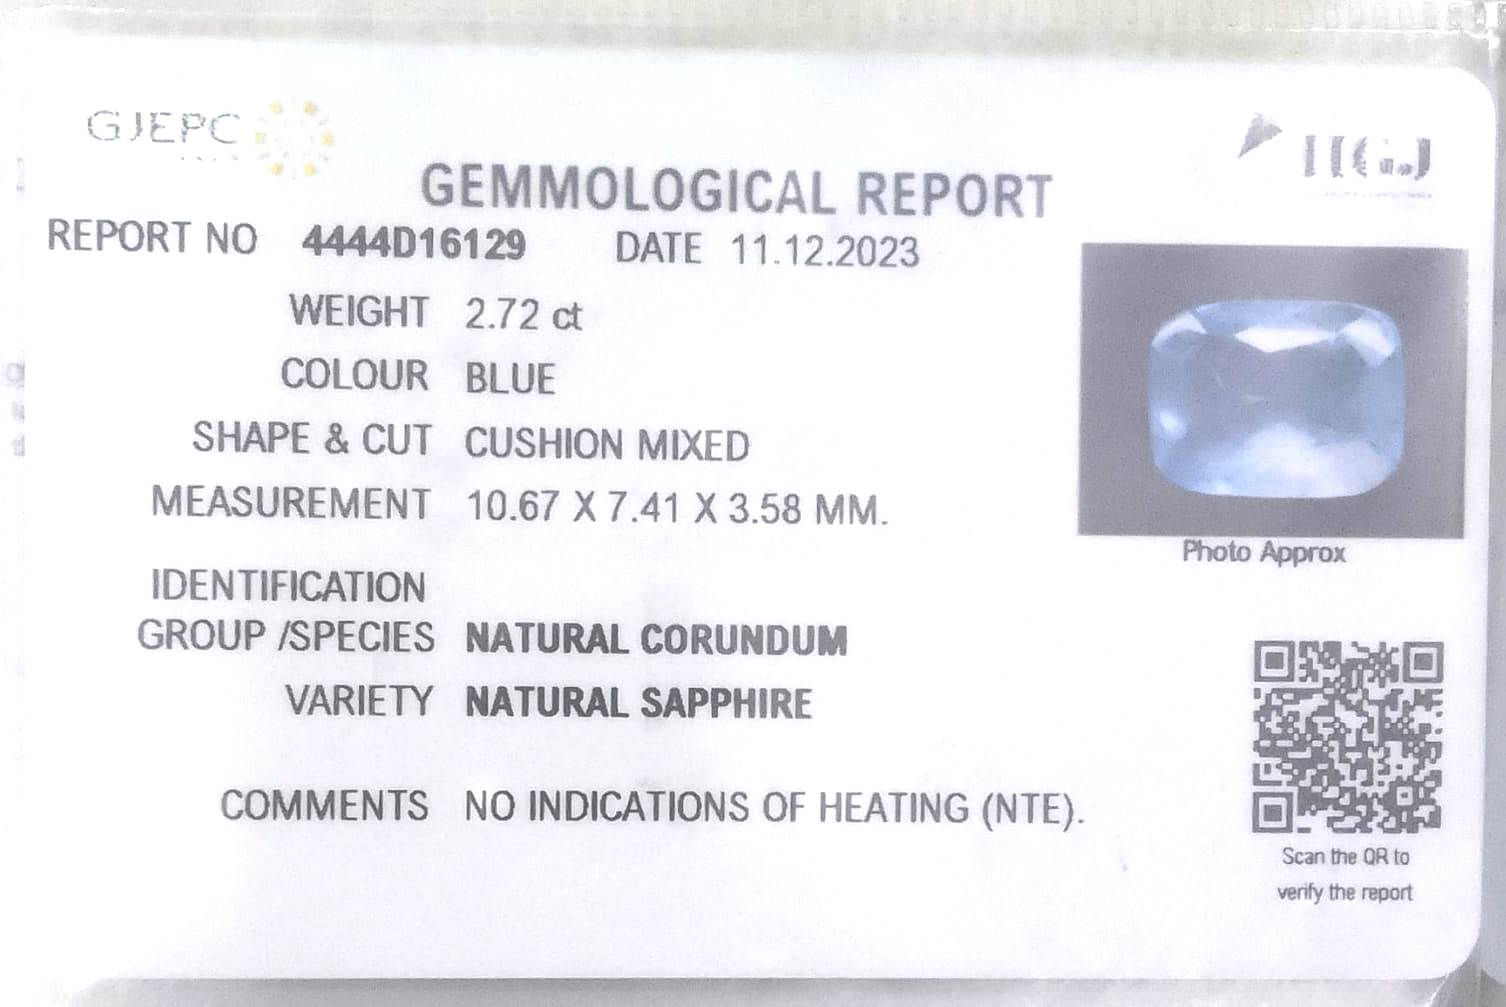 GJEPC
IIGJ
GEMMOLOGICAL REPORT
REPORT NO 4444D16129 DATE 11.12.2023
WEIGHT 2.72 ct
COLOUR BLUE
SHAPE & CUT CUSHION MIXED
MEASUREMENT 10.67 X 7.41 X 3.58 MM.
Photo Approx
IDENTIFICATION
GROUP /SPECIES NATURAL CORUNDUM
VARIETY NATURAL SAPPHIRE
COMMENTS NO INDICATIONS OF HEATING (NTE).
Scan the QR to
verify the report